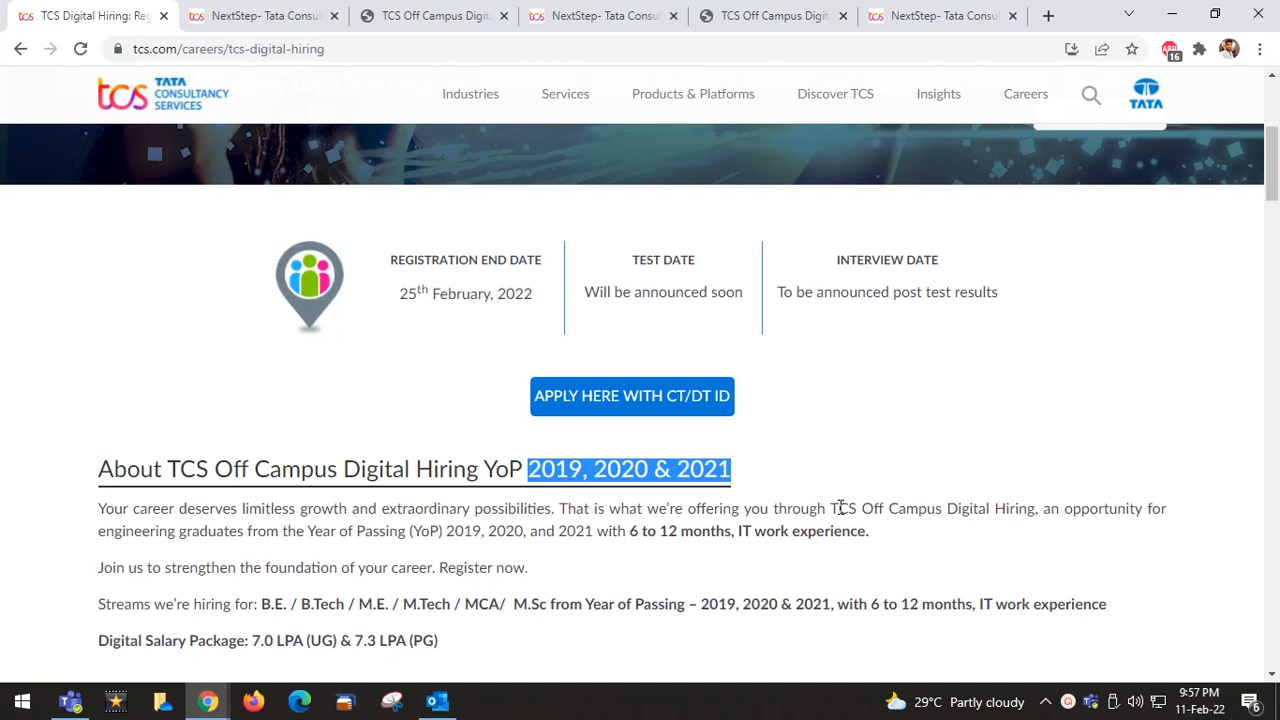 TCS Digital Hiring: Reg
NextStep- Tata Consul
TCS Off Campus Digit
NextStep- Tata Consu
TCS Off Campus Digit
NextStep- Tata Consul
tcs.com/careers/tcs-digital-hiring
16
tcs TATA CONSULTANCY SERVICES
Industries Services Products & Platforms Discover TCS Insights Careers
TATA
REGISTRATION END DATE
25th February, 2022
TEST DATE
Will be announced soon
INTERVIEW DATE
To be announced post test results
APPLY HERE WITH CT/DT ID
About TCS Off Campus Digital Hiring YoP 2019, 2020 & 2021
Your career deserves limitless growth and extraordinary possibilities. That is what we're offering you through TCS Off Campus Digital Hiring, an opportunity for
engineering graduates from the Year of Passing (YoP) 2019, 2020, and 2021 with 6 to 12 months, IT work experience.
Join us to strengthen the foundation of your career. Register now.
Streams we're hiring for: B.E. / B.Tech / M.E. / M.Tech / MCA/ M.Sc from Year of Passing – 2019, 2020 & 2021, with 6 to 12 months, IT work experience
Digital Salary Package: 7.0 LPA (UG) & 7.3 LPA (PG)
29°C Partly cloudy
9:57 PM
11-Feb-22
6